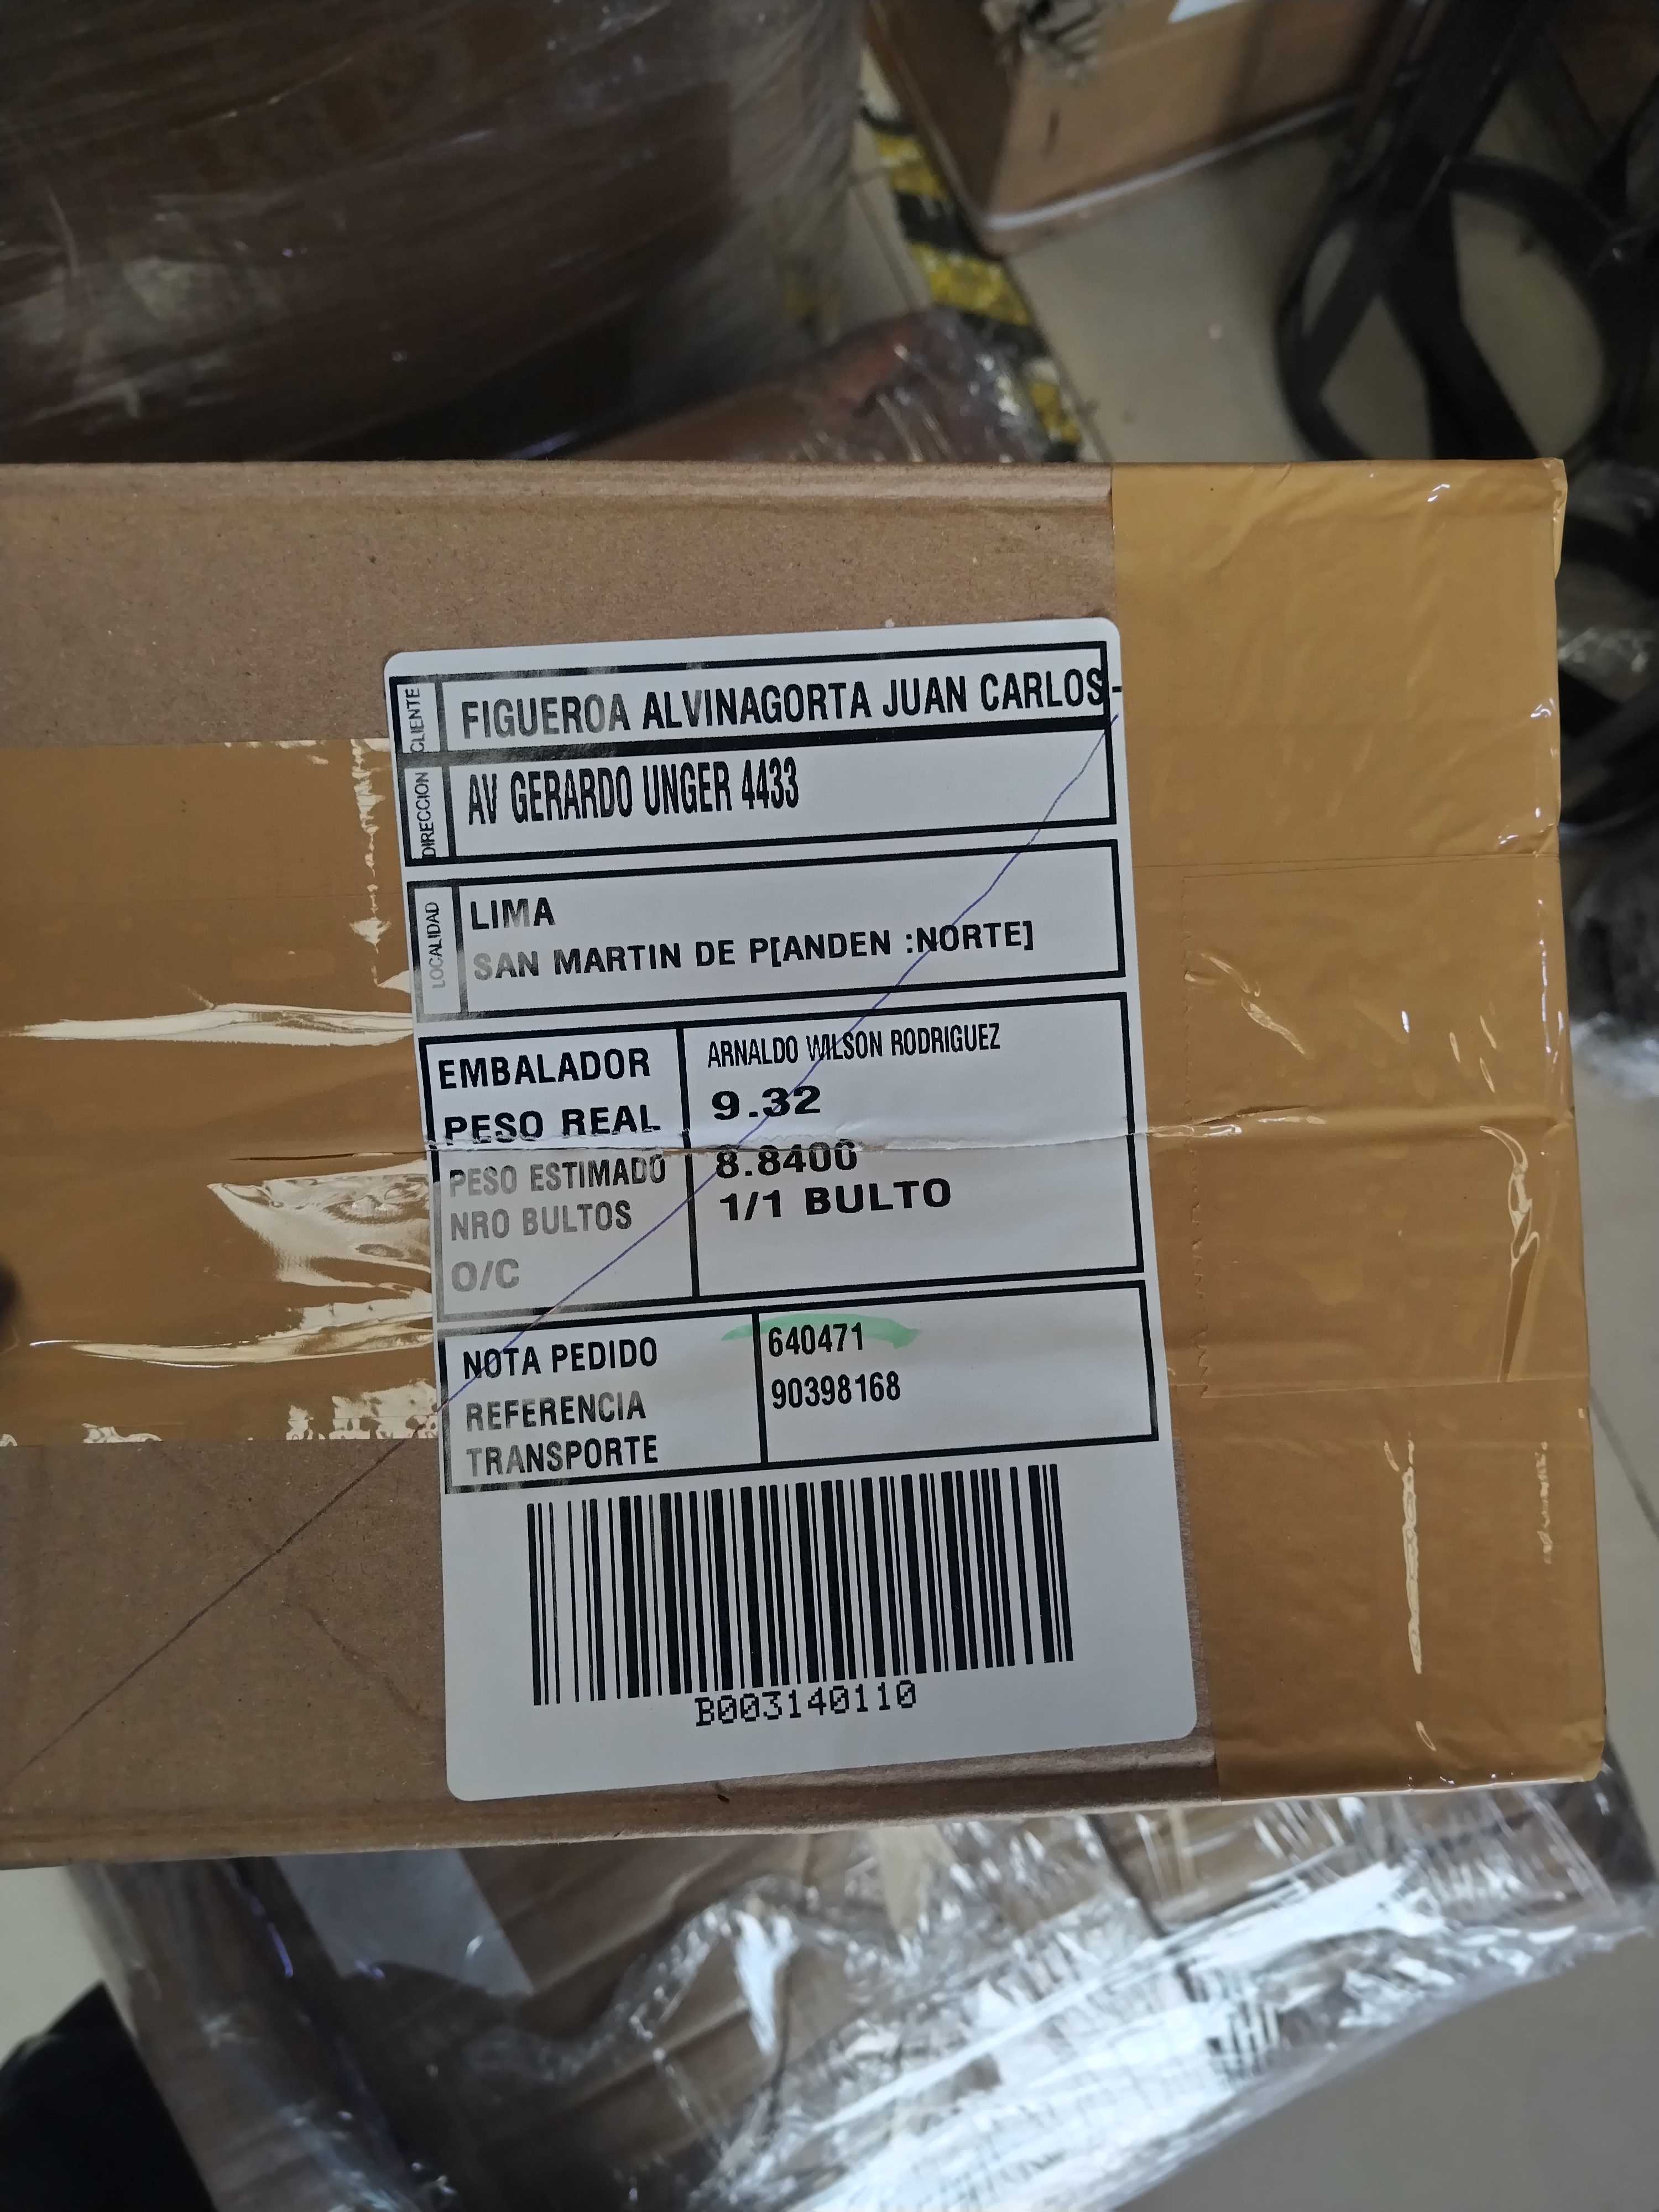 CLIENTE FIGUEROA ALVINAGORTA JUAN CARLOS -
DIRECCION AV GERARDO UNGER 4433
LOCALIDAD LIMA
SAN MARTIN DE P[ANDEN :NORTE]
EMBALADOR ARNALDO WILSON RODRIGUEZ
PESO REAL 9.32
PESO ESTIMADO 8.8400
NRO BULTOS 1/1 BULTO
O/C
NOTA PEDIDO 640471
REFERENCIA 90398168
TRANSPORTE
B003140110